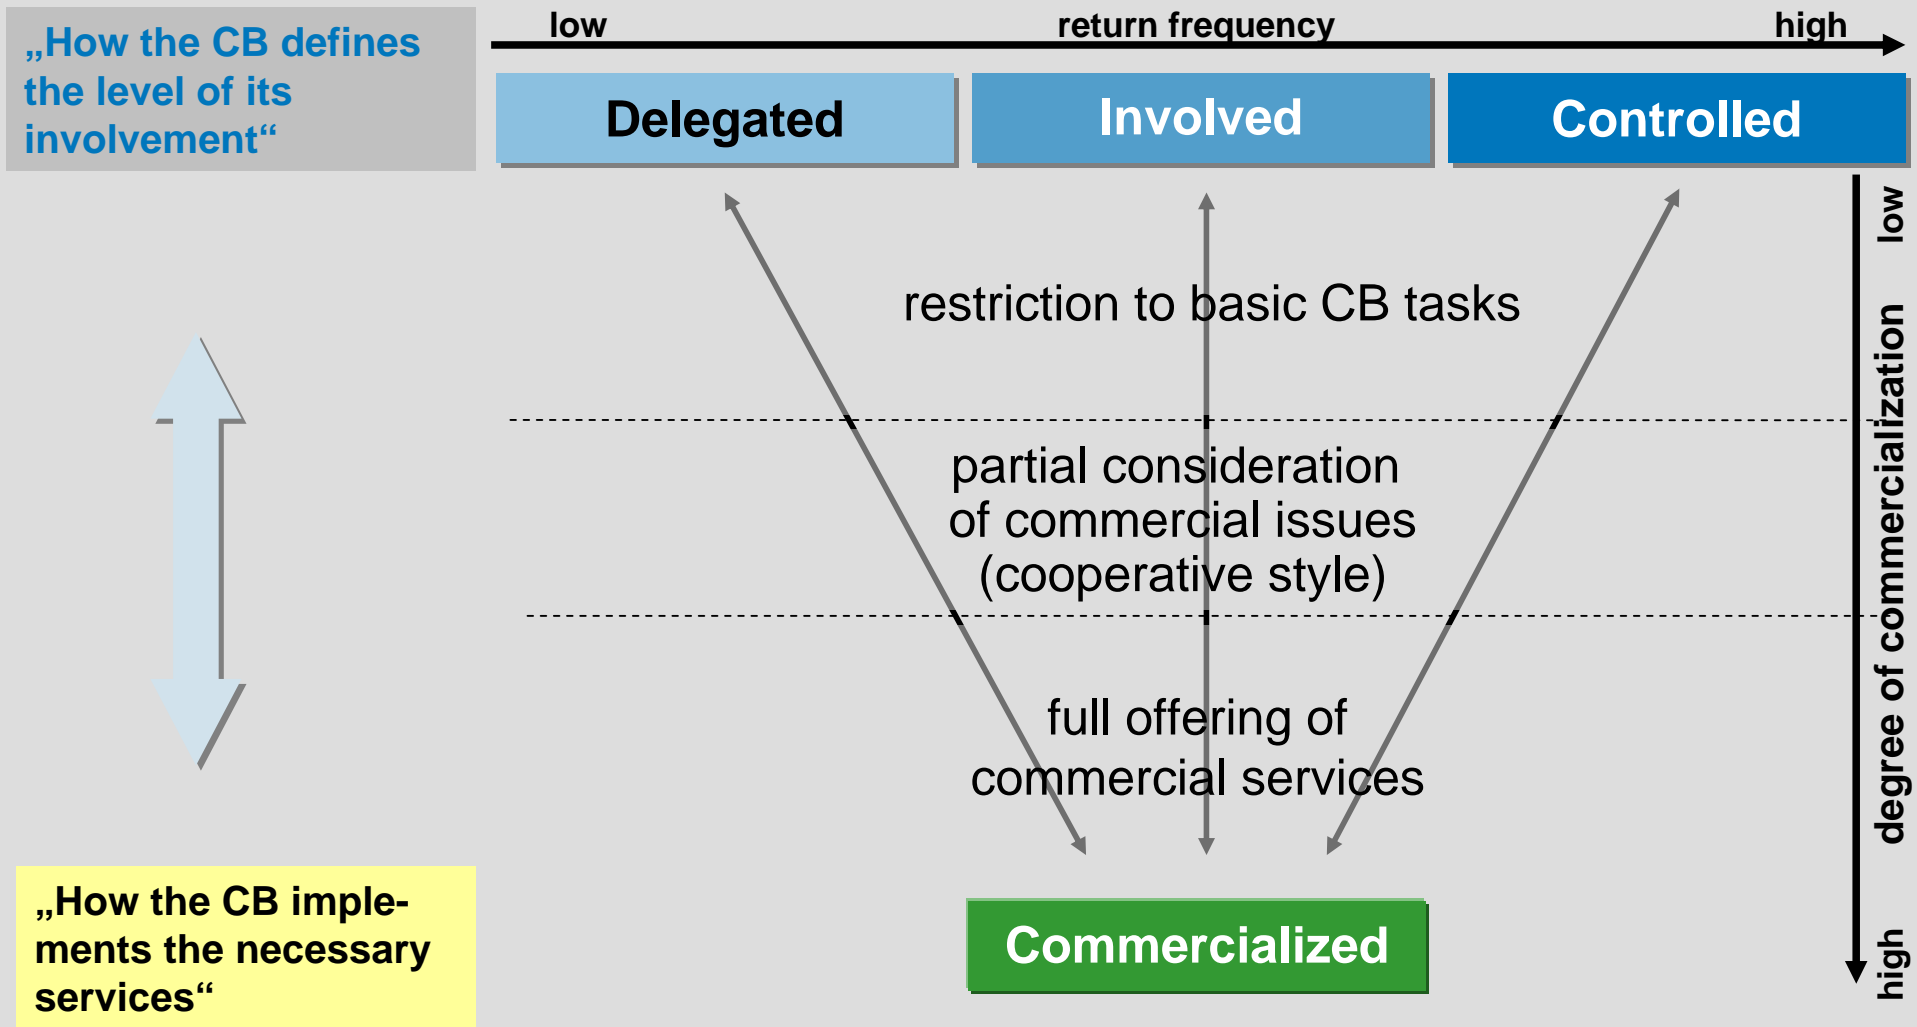 „How the CB defines
the level of its
involvement“
low return frequency high
Delegated
Involved
Controlled
low
degree of commercialization
high
restriction to basic CB tasks
partial consideration
of commercial issues
(cooperative style)
full offering of
commercial services
„How the CB imple-
ments the necessary
services“
Commercialized